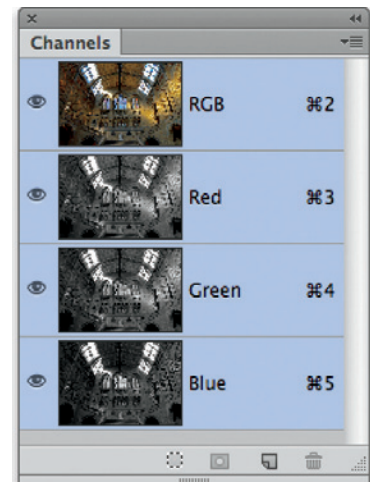 Channels
RGB ⌘2
Red ⌘3
Green ⌘4
Blue ⌘5